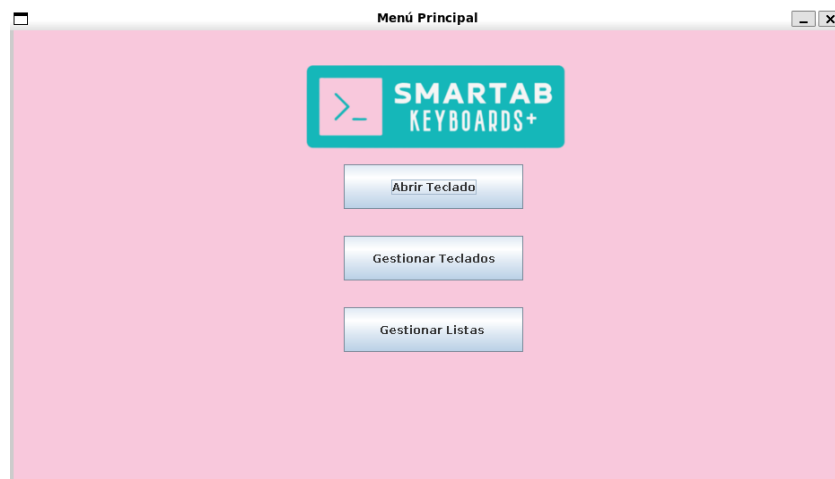 Menú Principal
SMARTAB
KEYBOARDS+
Abrir Teclado
Gestionar Teclados
Gestionar Listas